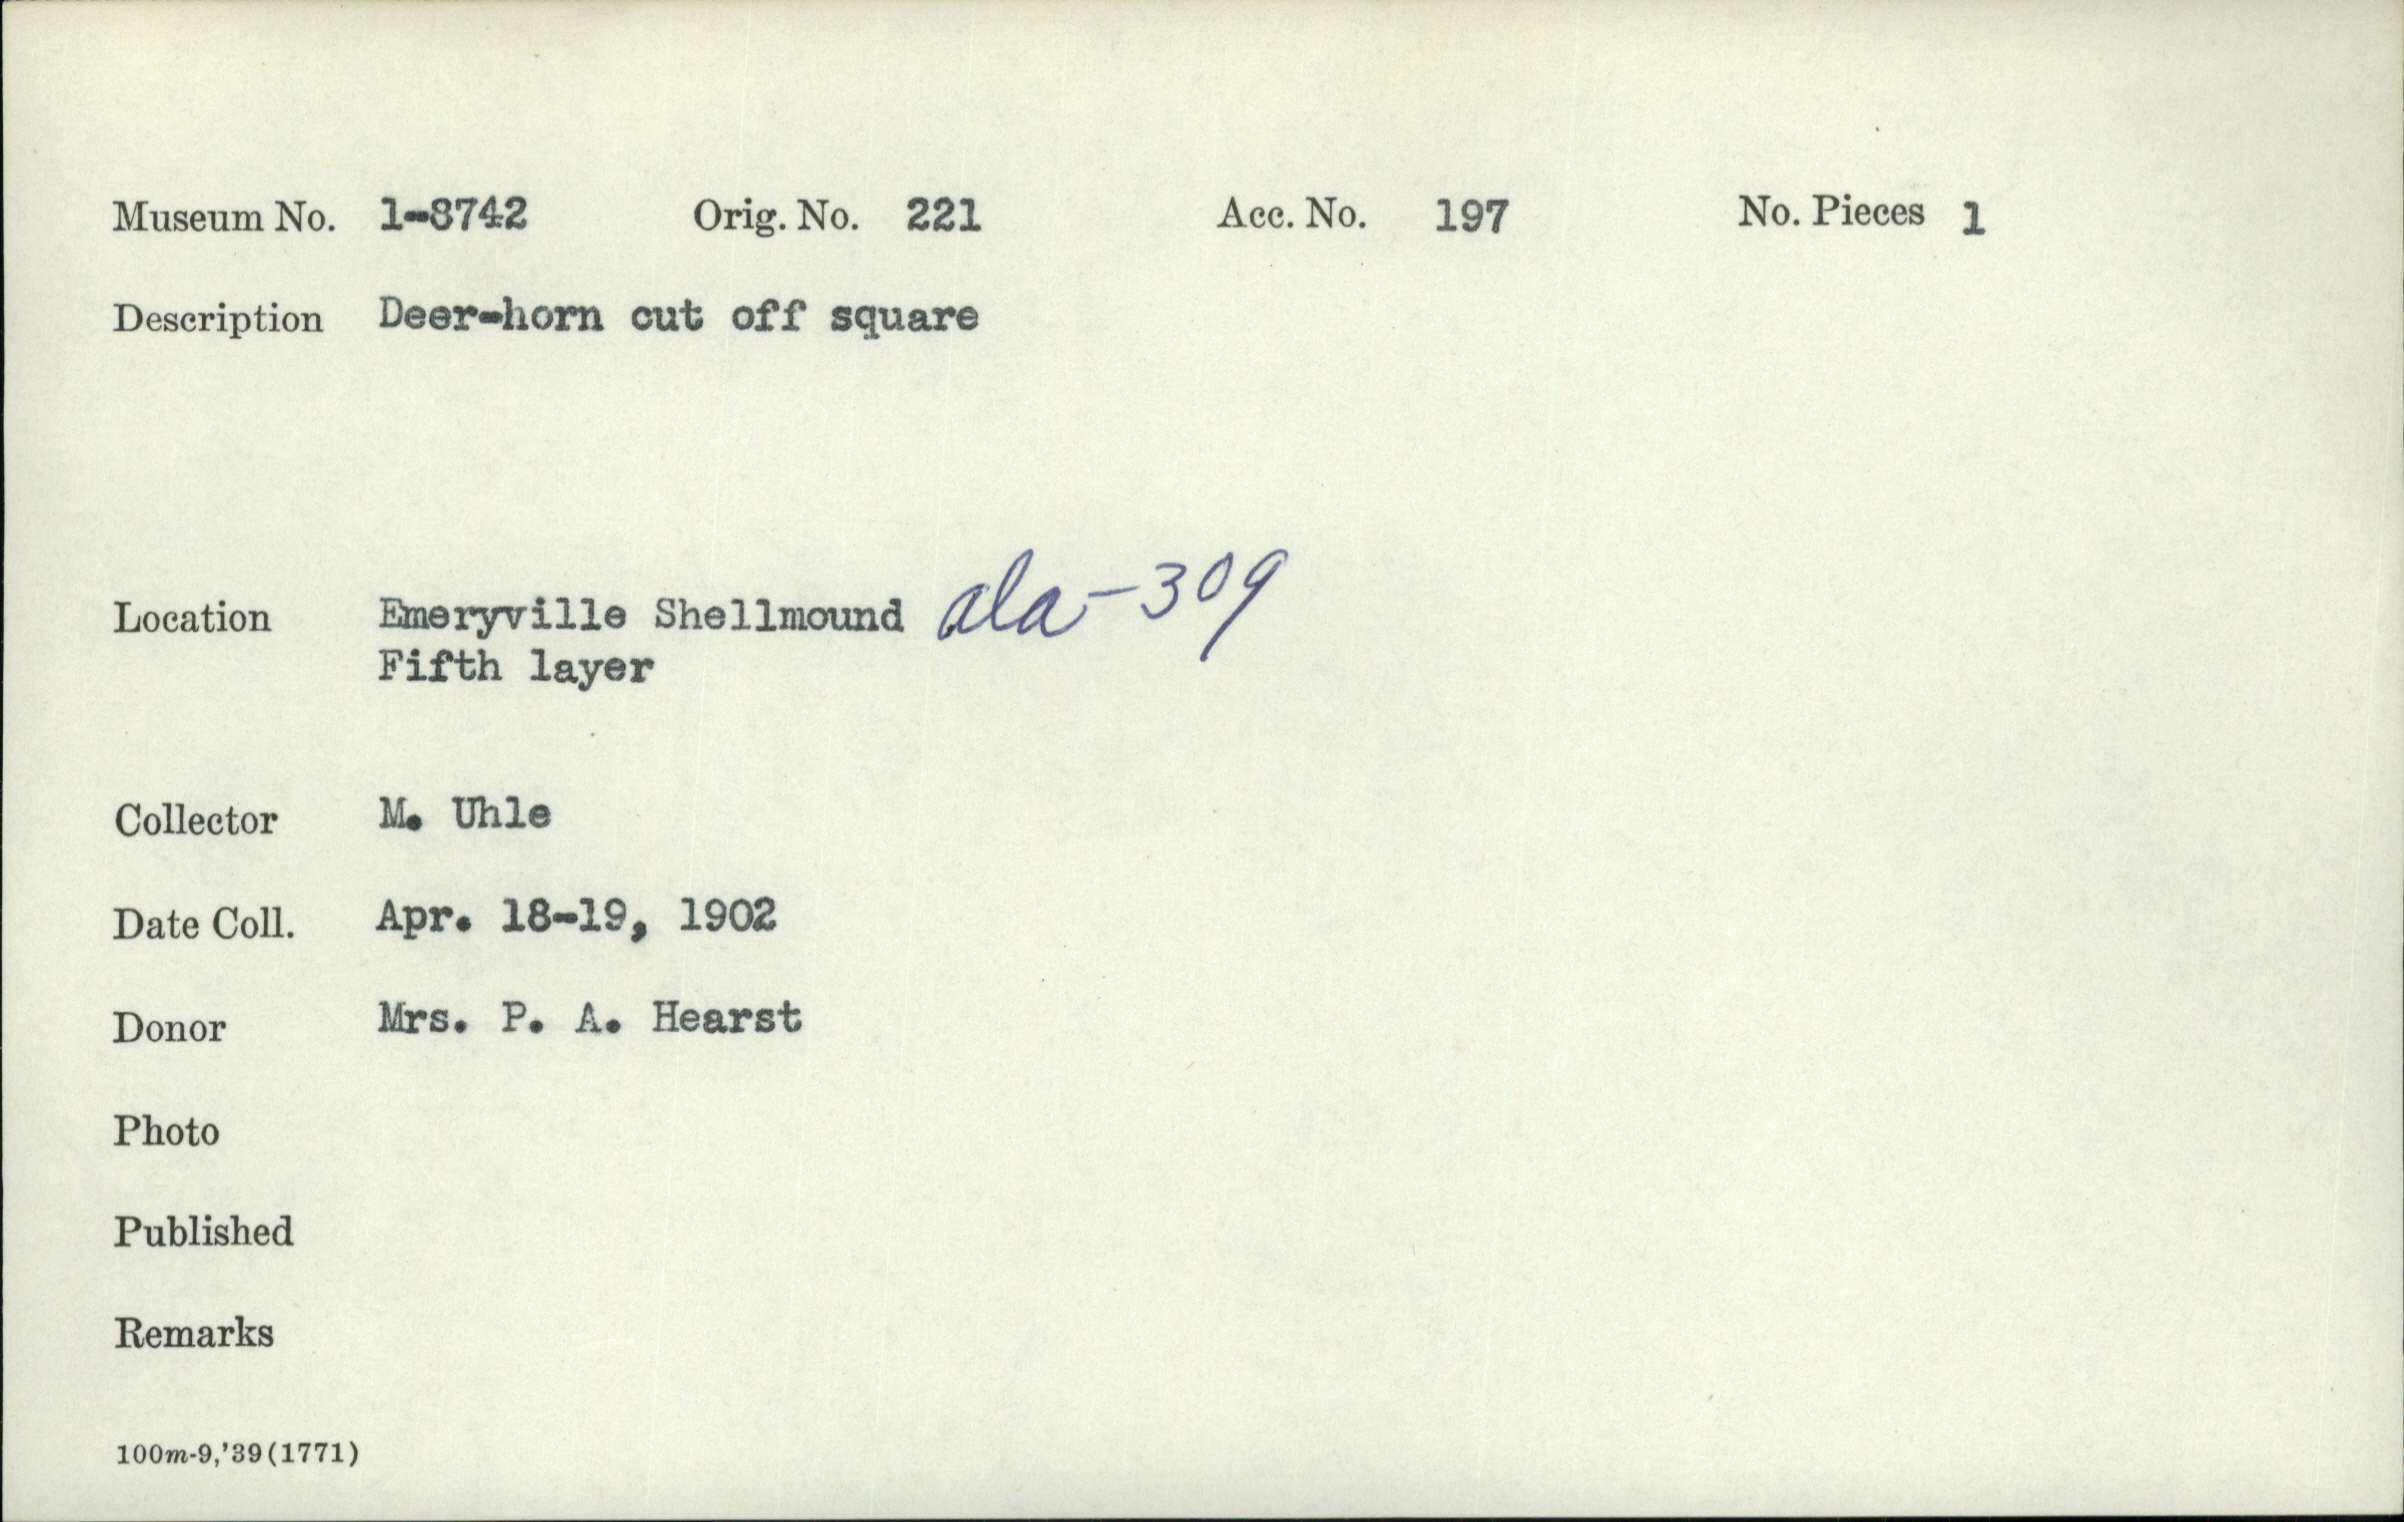 Museum No. 1-8742 Orig. No. 221 Acc. No. 197 No. Pieces 1
Description Deer-horn cut off square
Location Emeryville Shellmound ala-309
Fifth layer
Collector M. Uhle
Date Coll. Apr. 18-19, 1902
Donor Mrs. P. A. Hearst
Photo
Published
Remarks
100m-9,'39(1771)